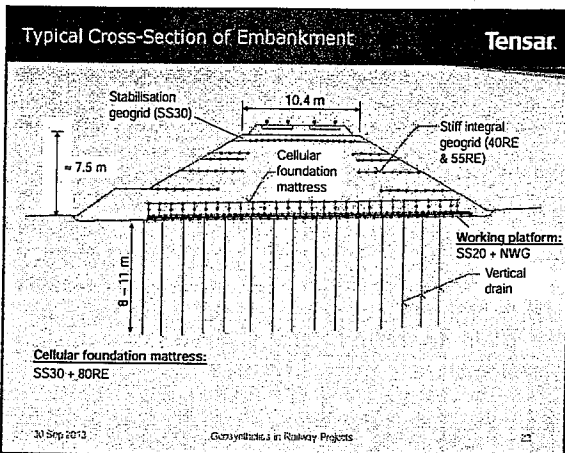 Typical Cross-Section of Embankment
Tensar
Stabilisation
geogrid (SS30)
10.4 m
Stiff integral
geogrid (40RE
& 55RE)
≈ 7.5 m
Cellular
foundation
mattress
Working platform:
SS20 + NWG
8 – 11 m
Vertical
drain
Cellular foundation mattress:
SS30 + 80RE
30 Sep 2013
Geosynthetics in Railway Projects